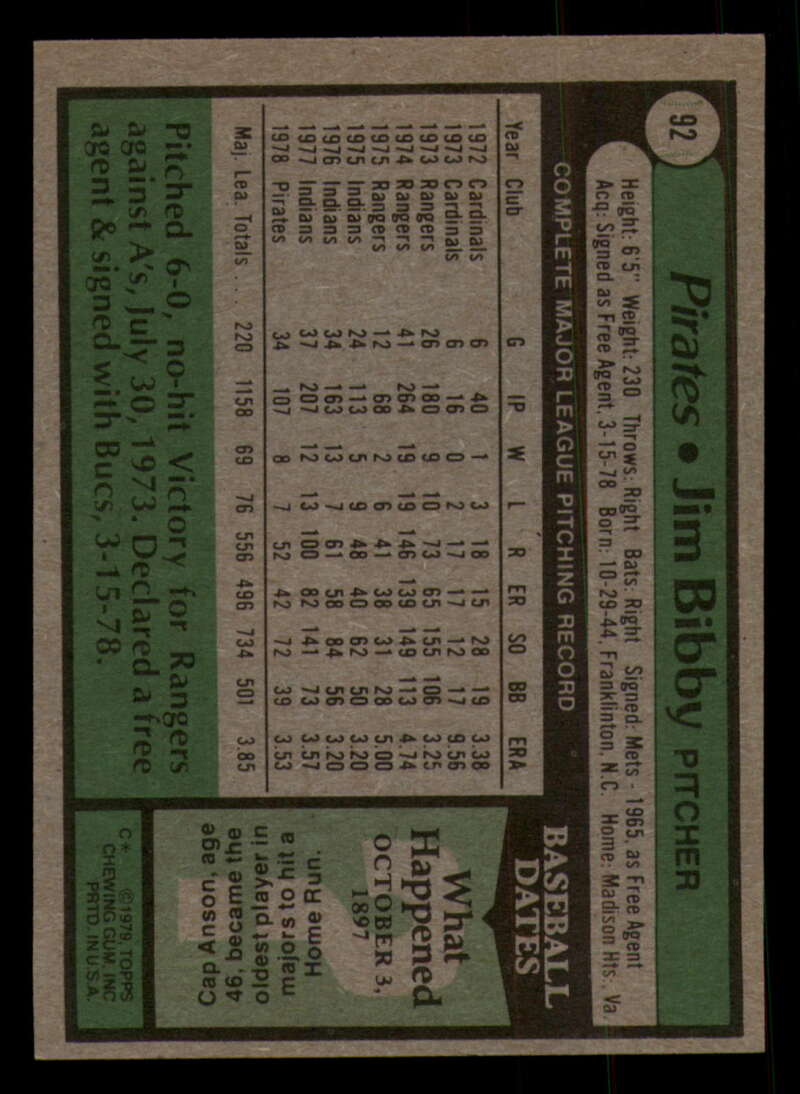 92
Pirates • Jim Bibby PITCHER
Height: 6'5" Weight: 230 Throws: Right Bats: Right Signed: Mets - 1965, as Free Agent
Acq: Signed as Free Agent, 3-15-78 Born: 10-29-44, Franklinton, N.C. Home: Madison Hts., Va.
COMPLETE MAJOR LEAGUE PITCHING RECORD
Year Club G IP W L R ER SO BB ERA
1972 Cardinals 6 40 1 3 18 15 28 19 3.38
1973 Cardinals 6 16 0 2 17 17 12 17 9.56
1973 Rangers 26 180 9 10 73 65 155 106 3.25
1974 Rangers 41 264 19 19 146 139 149 113 4.74
1975 Rangers 12 68 2 6 41 38 31 28 5.00
1975 Indians 24 113 5 9 48 40 62 50 3.20
1976 Indians 34 163 13 7 61 58 84 56 3.20
1977 Indians 37 207 12 13 100 82 141 73 3.57
1978 Pirates 34 107 8 7 52 42 72 39 3.53
Maj. Lea. Totals . . . 220 1158 69 76 556 496 734 501 3.85
Pitched 6-0, no-hit Victory for Rangers
against A's, July 30, 1973. Declared a free
agent & signed with Bucs, 3-15-78.
BASEBALL
DATES
What
Happened
OCTOBER 3,
1897
Cap Anson, age
46, became the
oldest player in
majors to hit a
Home Run.
C* ©1979, TOPPS
CHEWING GUM, INC.
PRTD. IN U.S.A.